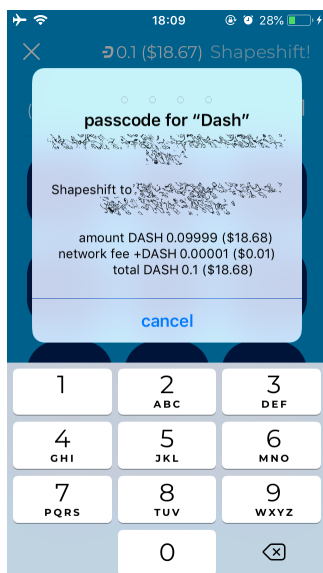 18:09
28%
0.1 ($18.67) Shapeshift!
passcode for “Dash”
Shapeshift to
amount DASH 0.09999 ($18.68)
network fee +DASH 0.00001 ($0.01)
total DASH 0.1 ($18.68)
cancel
1
2
3
ABC
DEF
4
5
6
GHI
JKL
MNO
7
8
9
PQRS
TUV
WXYZ
0